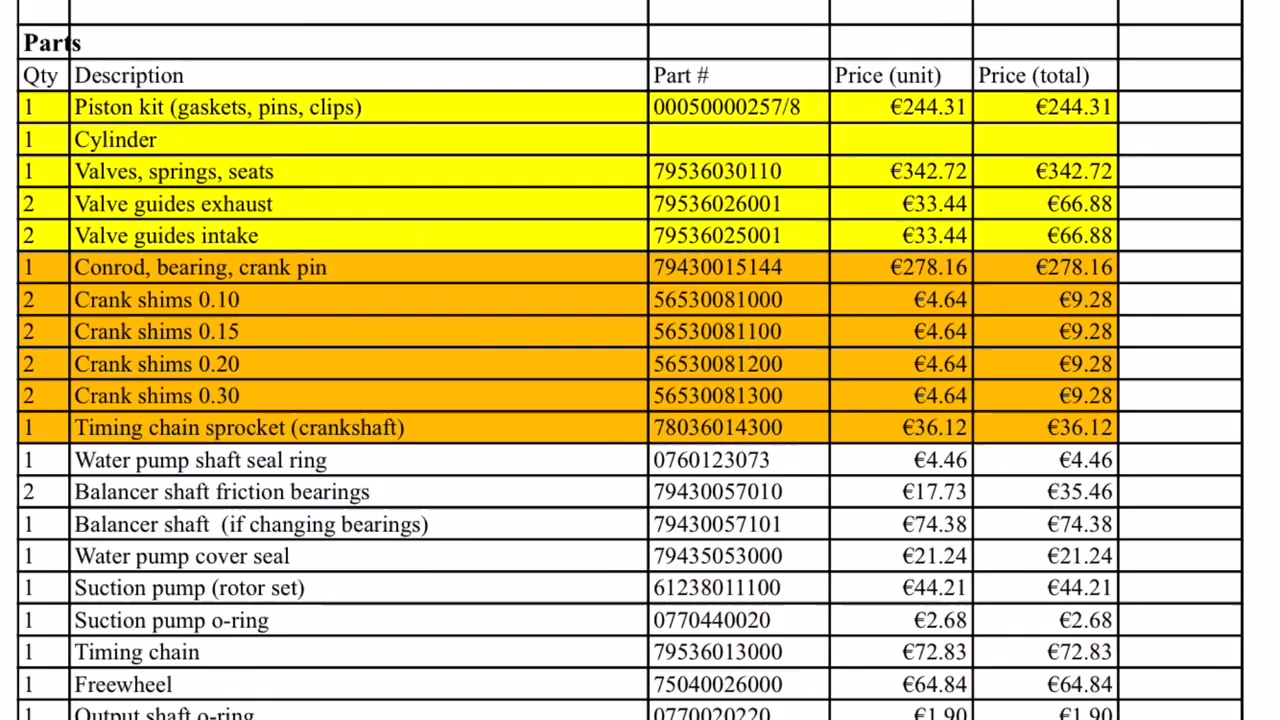 Parts
Qty Description Part # Price (unit) Price (total)
1 Piston kit (gaskets, pins, clips) 00050000257/8 €244.31 €244.31
1 Cylinder
1 Valves, springs, seats 79536030110 €342.72 €342.72
2 Valve guides exhaust 79536026001 €33.44 €66.88
2 Valve guides intake 79536025001 €33.44 €66.88
1 Conrod, bearing, crank pin 79430015144 €278.16 €278.16
2 Crank shims 0.10 56530081000 €4.64 €9.28
2 Crank shims 0.15 56530081100 €4.64 €9.28
2 Crank shims 0.20 56530081200 €4.64 €9.28
2 Crank shims 0.30 56530081300 €4.64 €9.28
1 Timing chain sprocket (crankshaft) 78036014300 €36.12 €36.12
1 Water pump shaft seal ring 0760123073 €4.46 €4.46
2 Balancer shaft friction bearings 79430057010 €17.73 €35.46
1 Balancer shaft (if changing bearings) 79430057101 €74.38 €74.38
1 Water pump cover seal 79435053000 €21.24 €21.24
1 Suction pump (rotor set) 61238011100 €44.21 €44.21
1 Suction pump o-ring 0770440020 €2.68 €2.68
1 Timing chain 79536013000 €72.83 €72.83
1 Freewheel 75040026000 €64.84 €64.84
1 Output shaft o-ring 0770020220 €1.90 €1.90